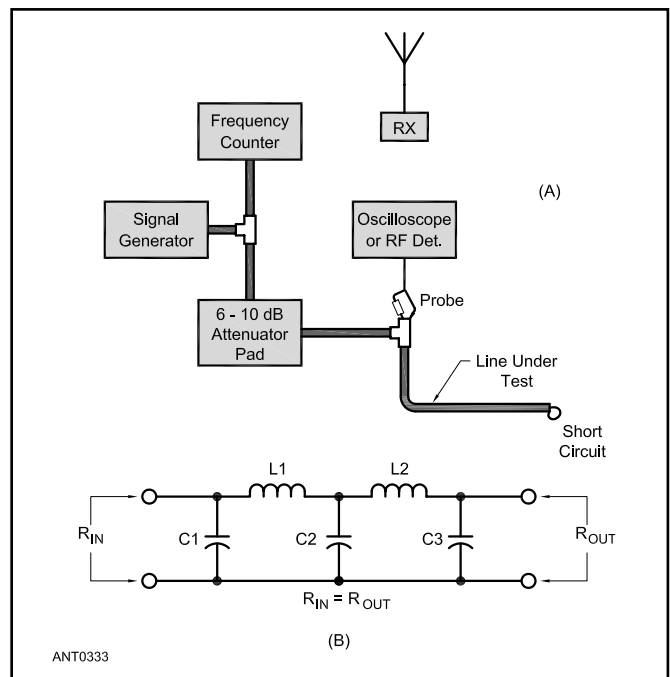 Frequency
Counter
RX
(A)
Signal
Generator
Oscilloscope
or RF Det.
Probe
6 - 10 dB
Attenuator
Pad
Line Under
Test
Short
Circuit
L1
L2
RIN
C1
C2
C3
ROUT
RIN = ROUT
(B)
ANT0333